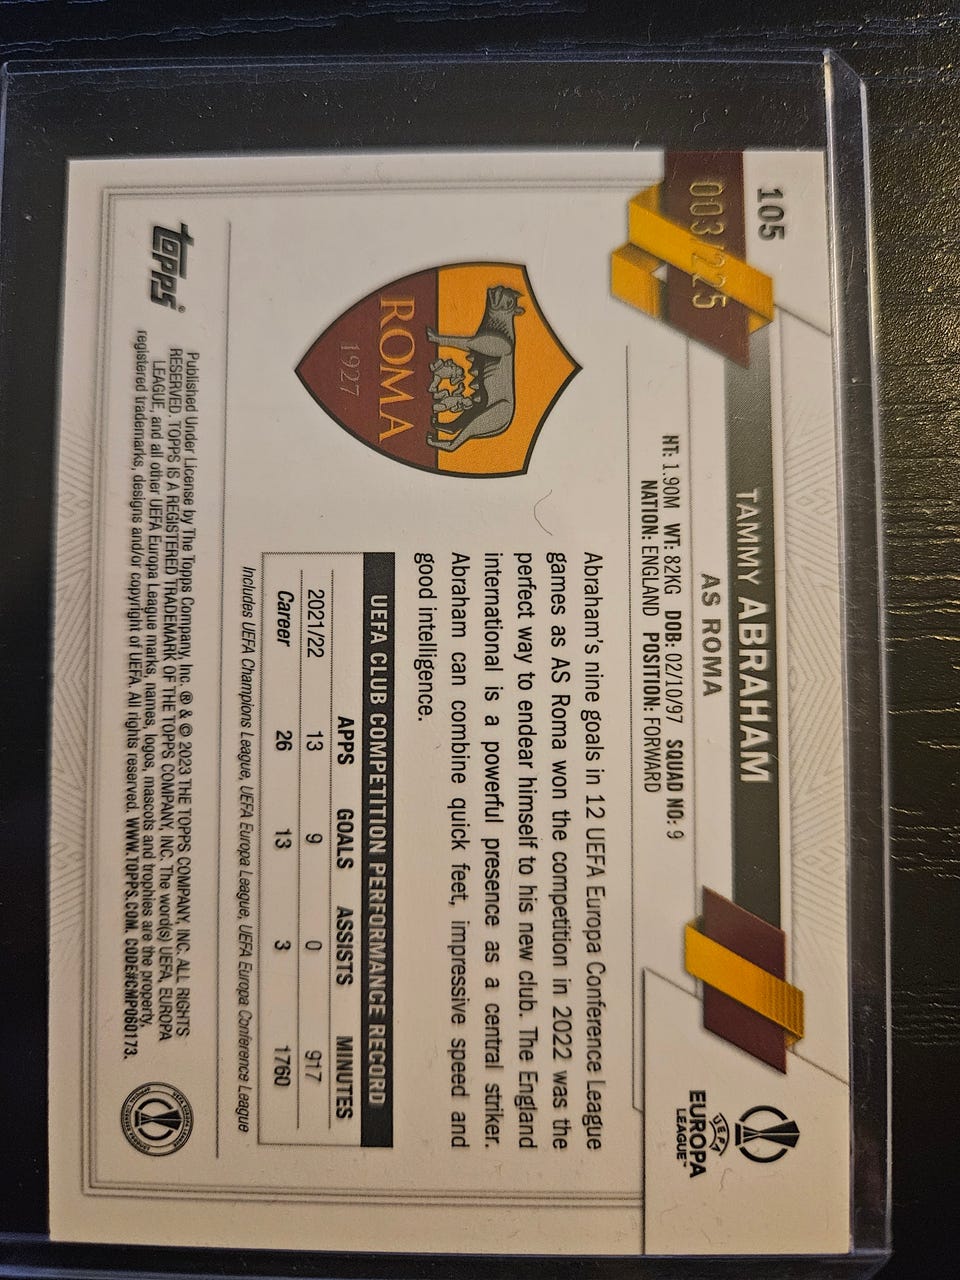 105
003/225
TAMMY ABRAHAM
AS ROMA
HT: 1.90M WT: 82KG DOB: 02/10/97 SQUAD NO: 9
NATION: ENGLAND POSITION: FORWARD
UEFA
EUROPA
LEAGUE™
ROMA
1927
Abraham's nine goals in 12 UEFA Europa Conference League
games as AS Roma won the competition in 2022 was the
perfect way to endear himself to his new club. The England
international is a powerful presence as a central striker.
Abraham can combine quick feet, impressive speed and
good intelligence.
UEFA CLUB COMPETITION PERFORMANCE RECORD
APPS GOALS ASSISTS MINUTES
2021/22 13 9 0 917
Career 26 13 3 1760
Includes UEFA Champions League, UEFA Europa League, UEFA Europa Conference League
topps®
Published Under License by The Topps Company, Inc. ® & © 2023 THE TOPPS COMPANY, INC. ALL RIGHTS
RESERVED. TOPPS IS A REGISTERED TRADEMARK OF THE TOPPS COMPANY, INC. The word(s) UEFA, EUROPA
LEAGUE, and all other UEFA Europa League marks, names, logos, mascots and trophies are the property,
registered trademarks, designs and/or copyright of UEFA. All rights reserved. WWW.TOPPS.COM. CODE#CMP060173.